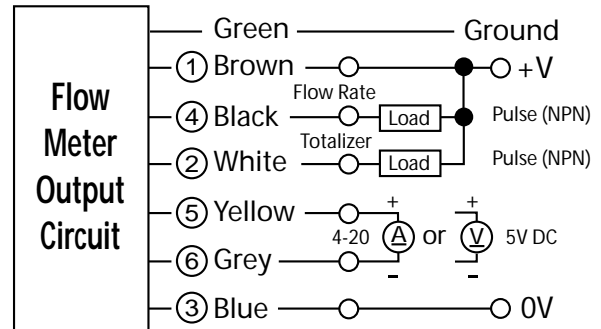 Flow
Meter
Output
Circuit
Green Ground
1 Brown +V
Flow Rate
4 Black Load Pulse (NPN)
Totalizer
2 White Load Pulse (NPN)
5 Yellow + +
4-20 A or V 5V DC
6 Grey - -
3 Blue 0V